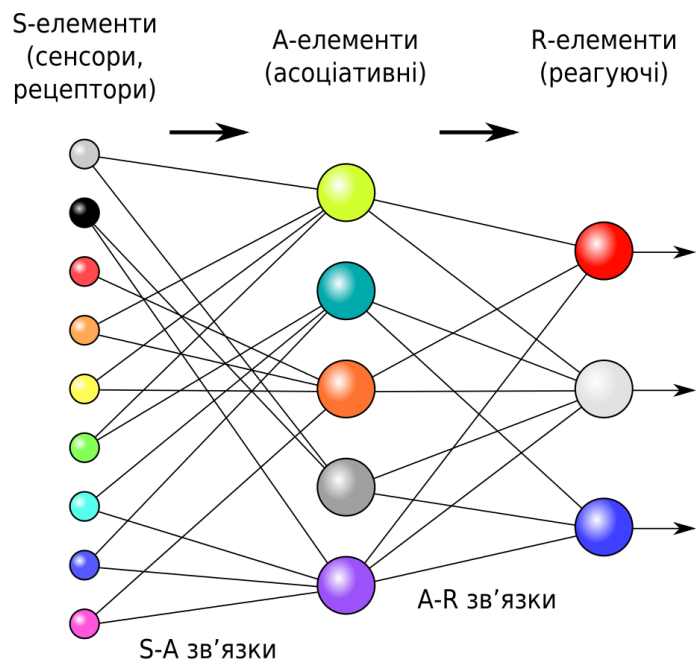 S-елементи
(сенсори,
рецептори)
А-елементи
(асоціативні)
R-елементи
(реагуючі)
A-R зв’язки
S-A зв’язки